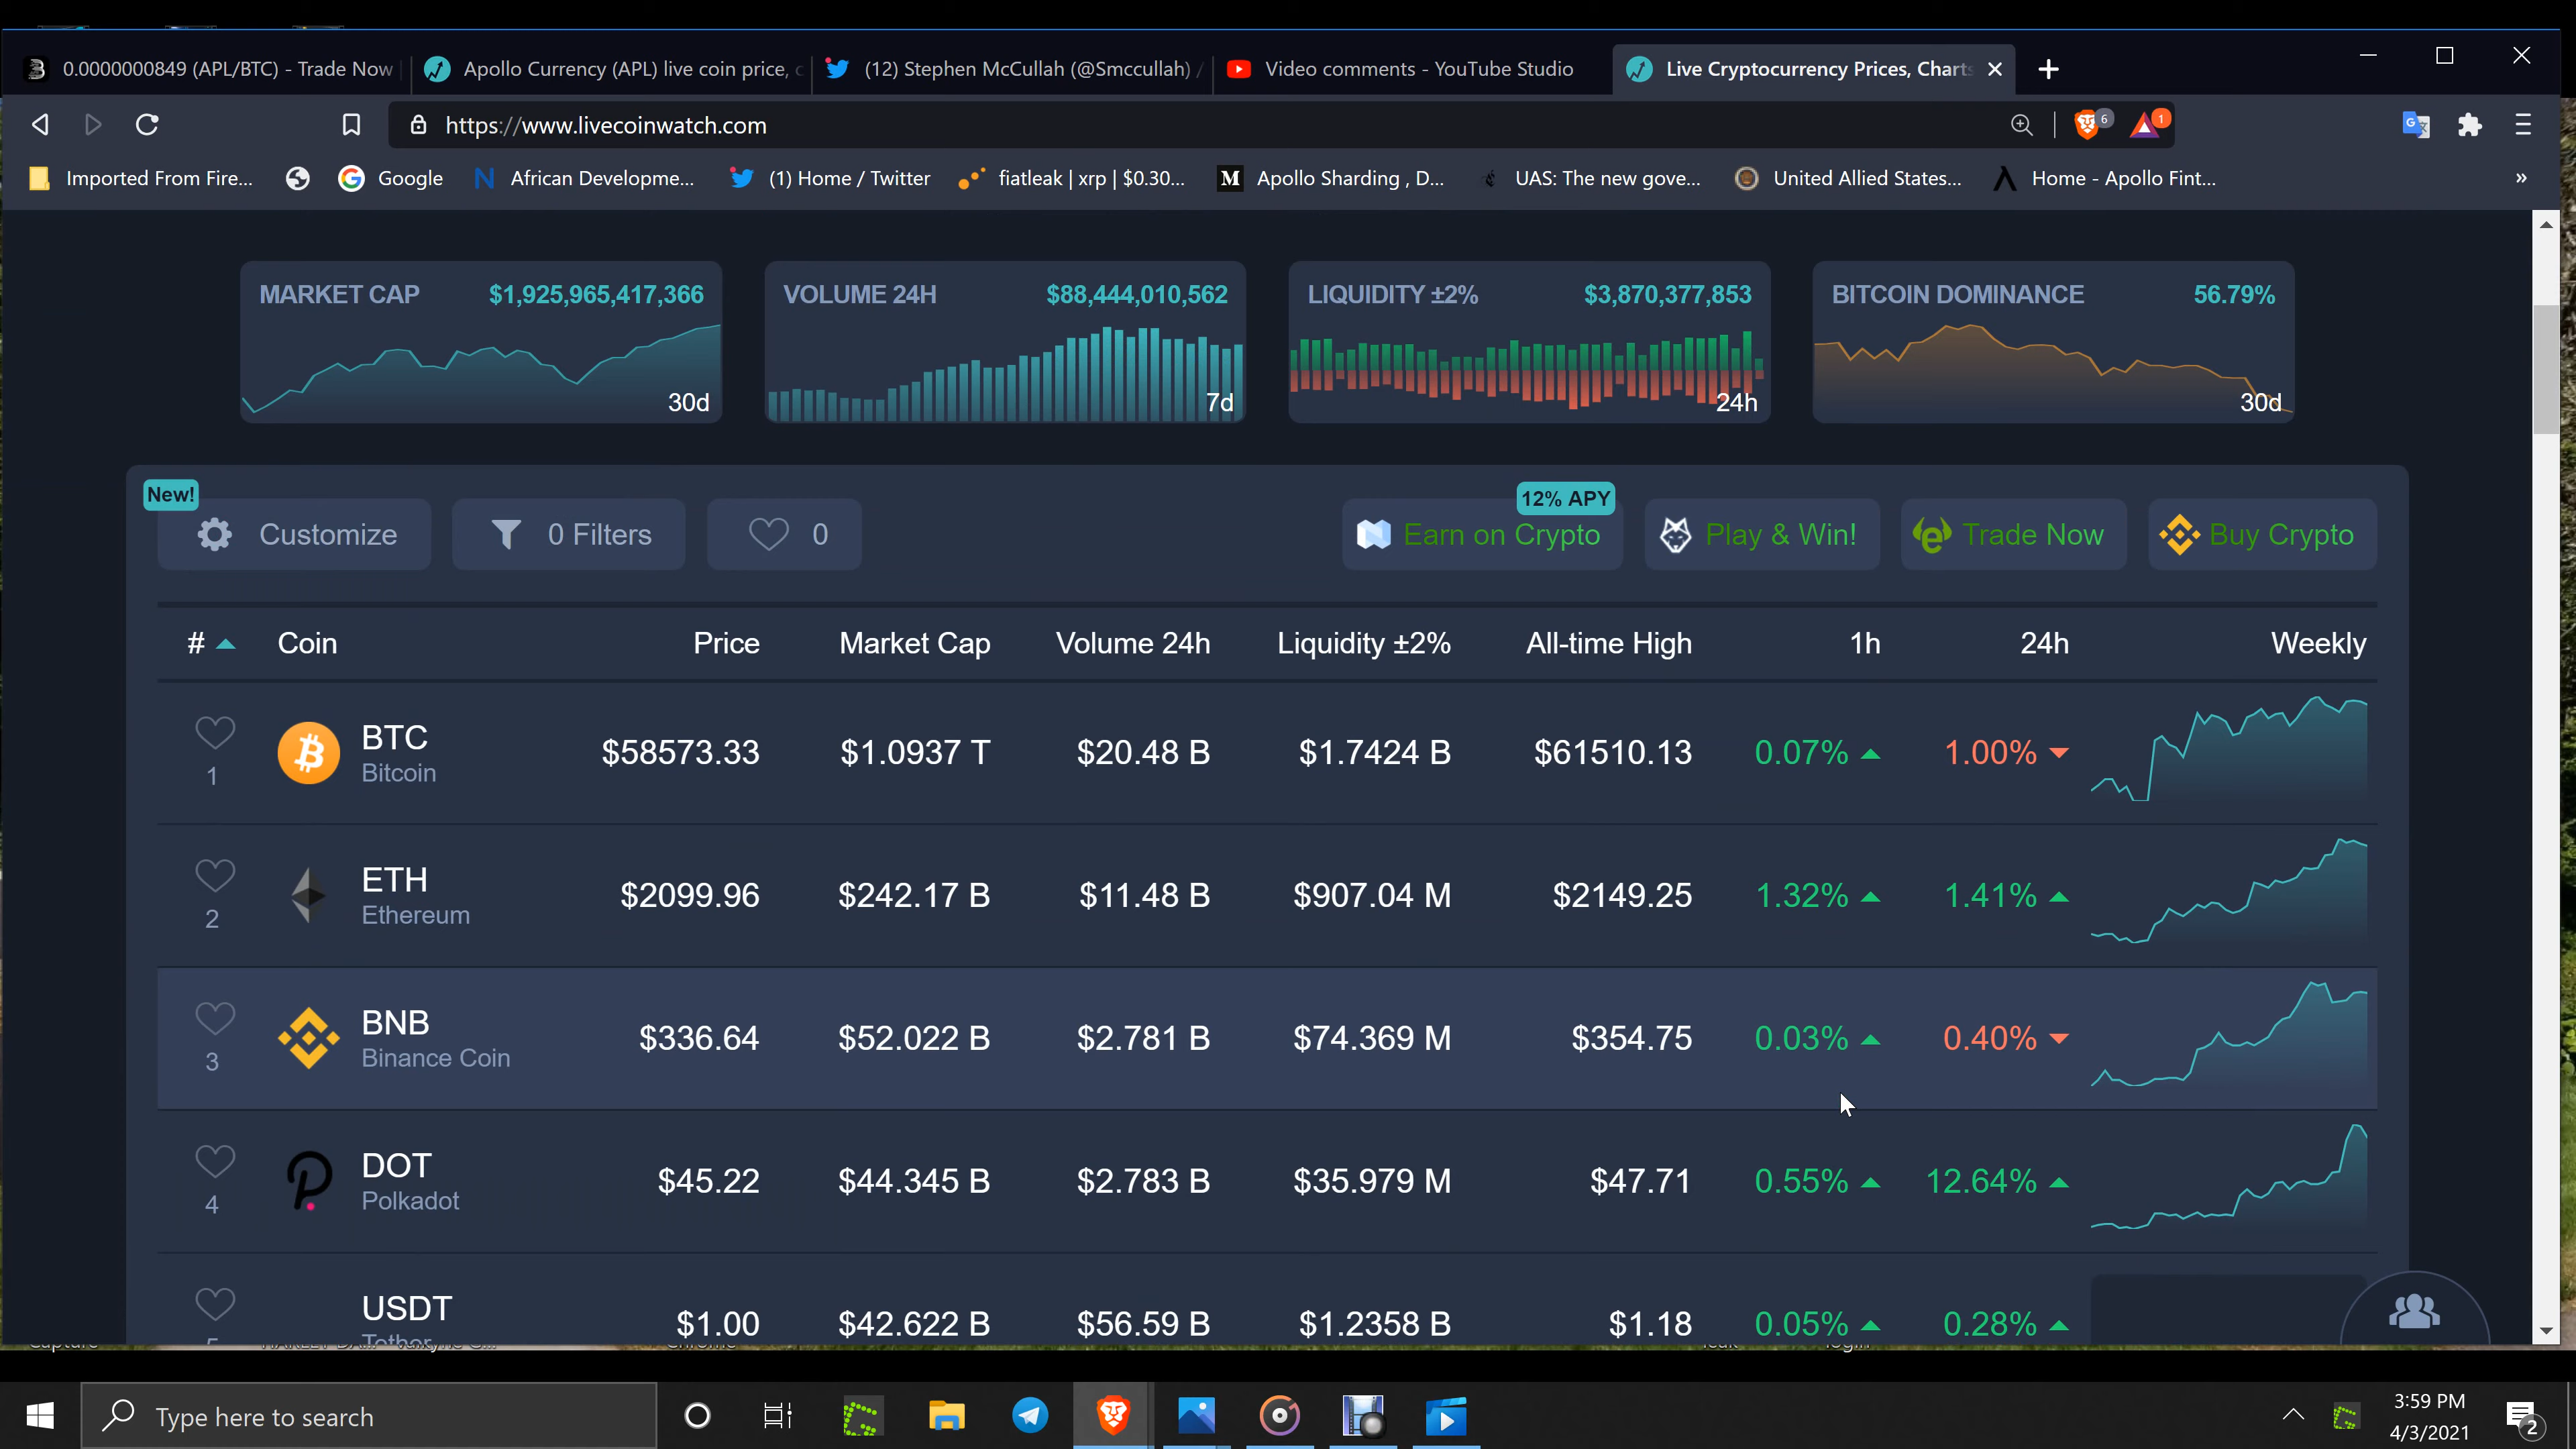 0.0000000849 (APL/BTC) - Trade Now
Apollo Currency (APL) live coin price, c
(12) Stephen McCullah (@Smccullah) /
Video comments - YouTube Studio
Live Cryptocurrency Prices, Charts
https://www.livecoinwatch.com
6
1
Imported From Fire...
Google
African Developme...
(1) Home / Twitter
fiatleak | xrp | $0.30...
Apollo Sharding , D...
UAS: The new gove...
United Allied States...
Home - Apollo Fint...
»
MARKET CAP $1,925,965,417,366
30d
VOLUME 24H $88,444,010,562
7d
LIQUIDITY ±2% $3,870,377,853
24h
BITCOIN DOMINANCE 56.79%
30d
New!
Customize
0 Filters
0
12% APY
Earn on Crypto
Play & Win!
Trade Now
Buy Crypto
# Coin Price Market Cap Volume 24h Liquidity ±2% All-time High 1h 24h Weekly
1 BTC Bitcoin $58573.33 $1.0937 T $20.48 B $1.7424 B $61510.13 0.07% 1.00%
2 ETH Ethereum $2099.96 $242.17 B $11.48 B $907.04 M $2149.25 1.32% 1.41%
3 BNB Binance Coin $336.64 $52.022 B $2.781 B $74.369 M $354.75 0.03% 0.40%
4 DOT Polkadot $45.22 $44.345 B $2.783 B $35.979 M $47.71 0.55% 12.64%
5 USDT Tether $1.00 $42.622 B $56.59 B $1.2358 B $1.18 0.05% 0.28%
Type here to search
3:59 PM
4/3/2021
2